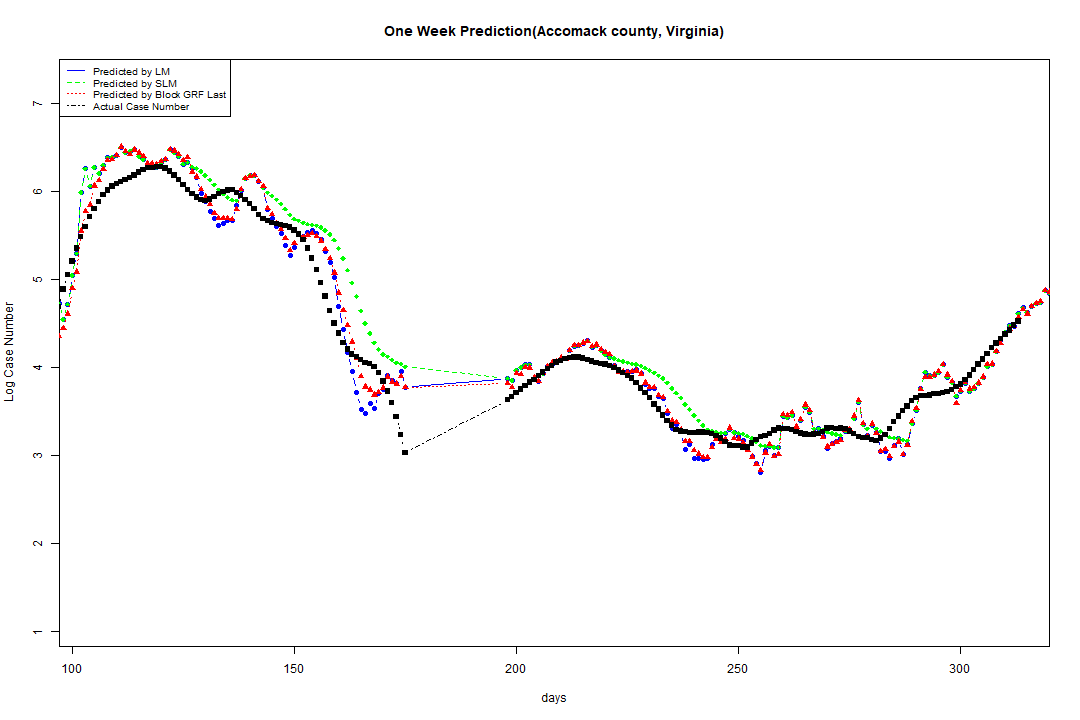 One Week Prediction(Accomack county, Virginia)
Predicted by LM
Predicted by SLM
Predicted by Block GRF Last
Actual Case Number
7
6
5
4
3
2
1
Log Case Number
100 150 200 250 300
days